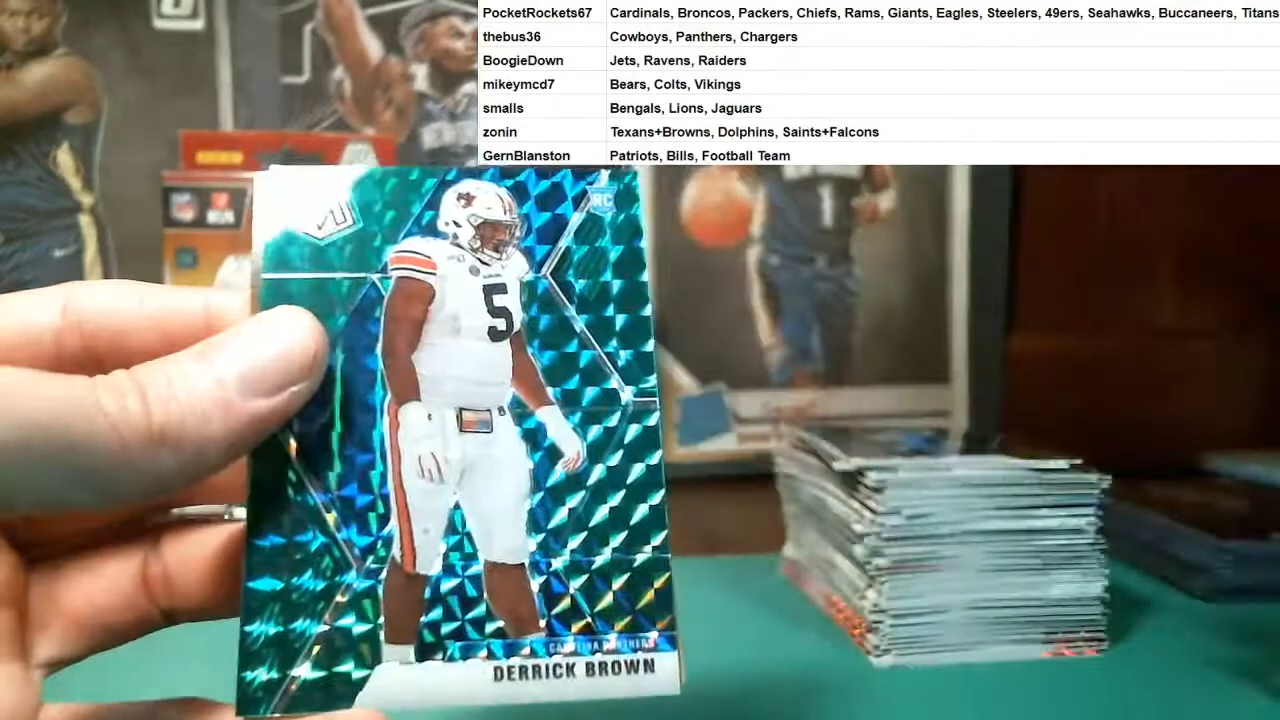 PocketRockets67 Cardinals, Broncos, Packers, Chiefs, Rams, Giants, Eagles, Steelers, 49ers, Seahawks, Buccaneers, Titans
thebus36 Cowboys, Panthers, Chargers
BoogieDown Jets, Ravens, Raiders
mikeymcd7 Bears, Colts, Vikings
smalls Bengals, Lions, Jaguars
zonin Texans+Browns, Dolphins, Saints+Falcons
GernBlanston Patriots, Bills, Football Team
RC
5
1
CAROLINA PANTHERS
DERRICK BROWN